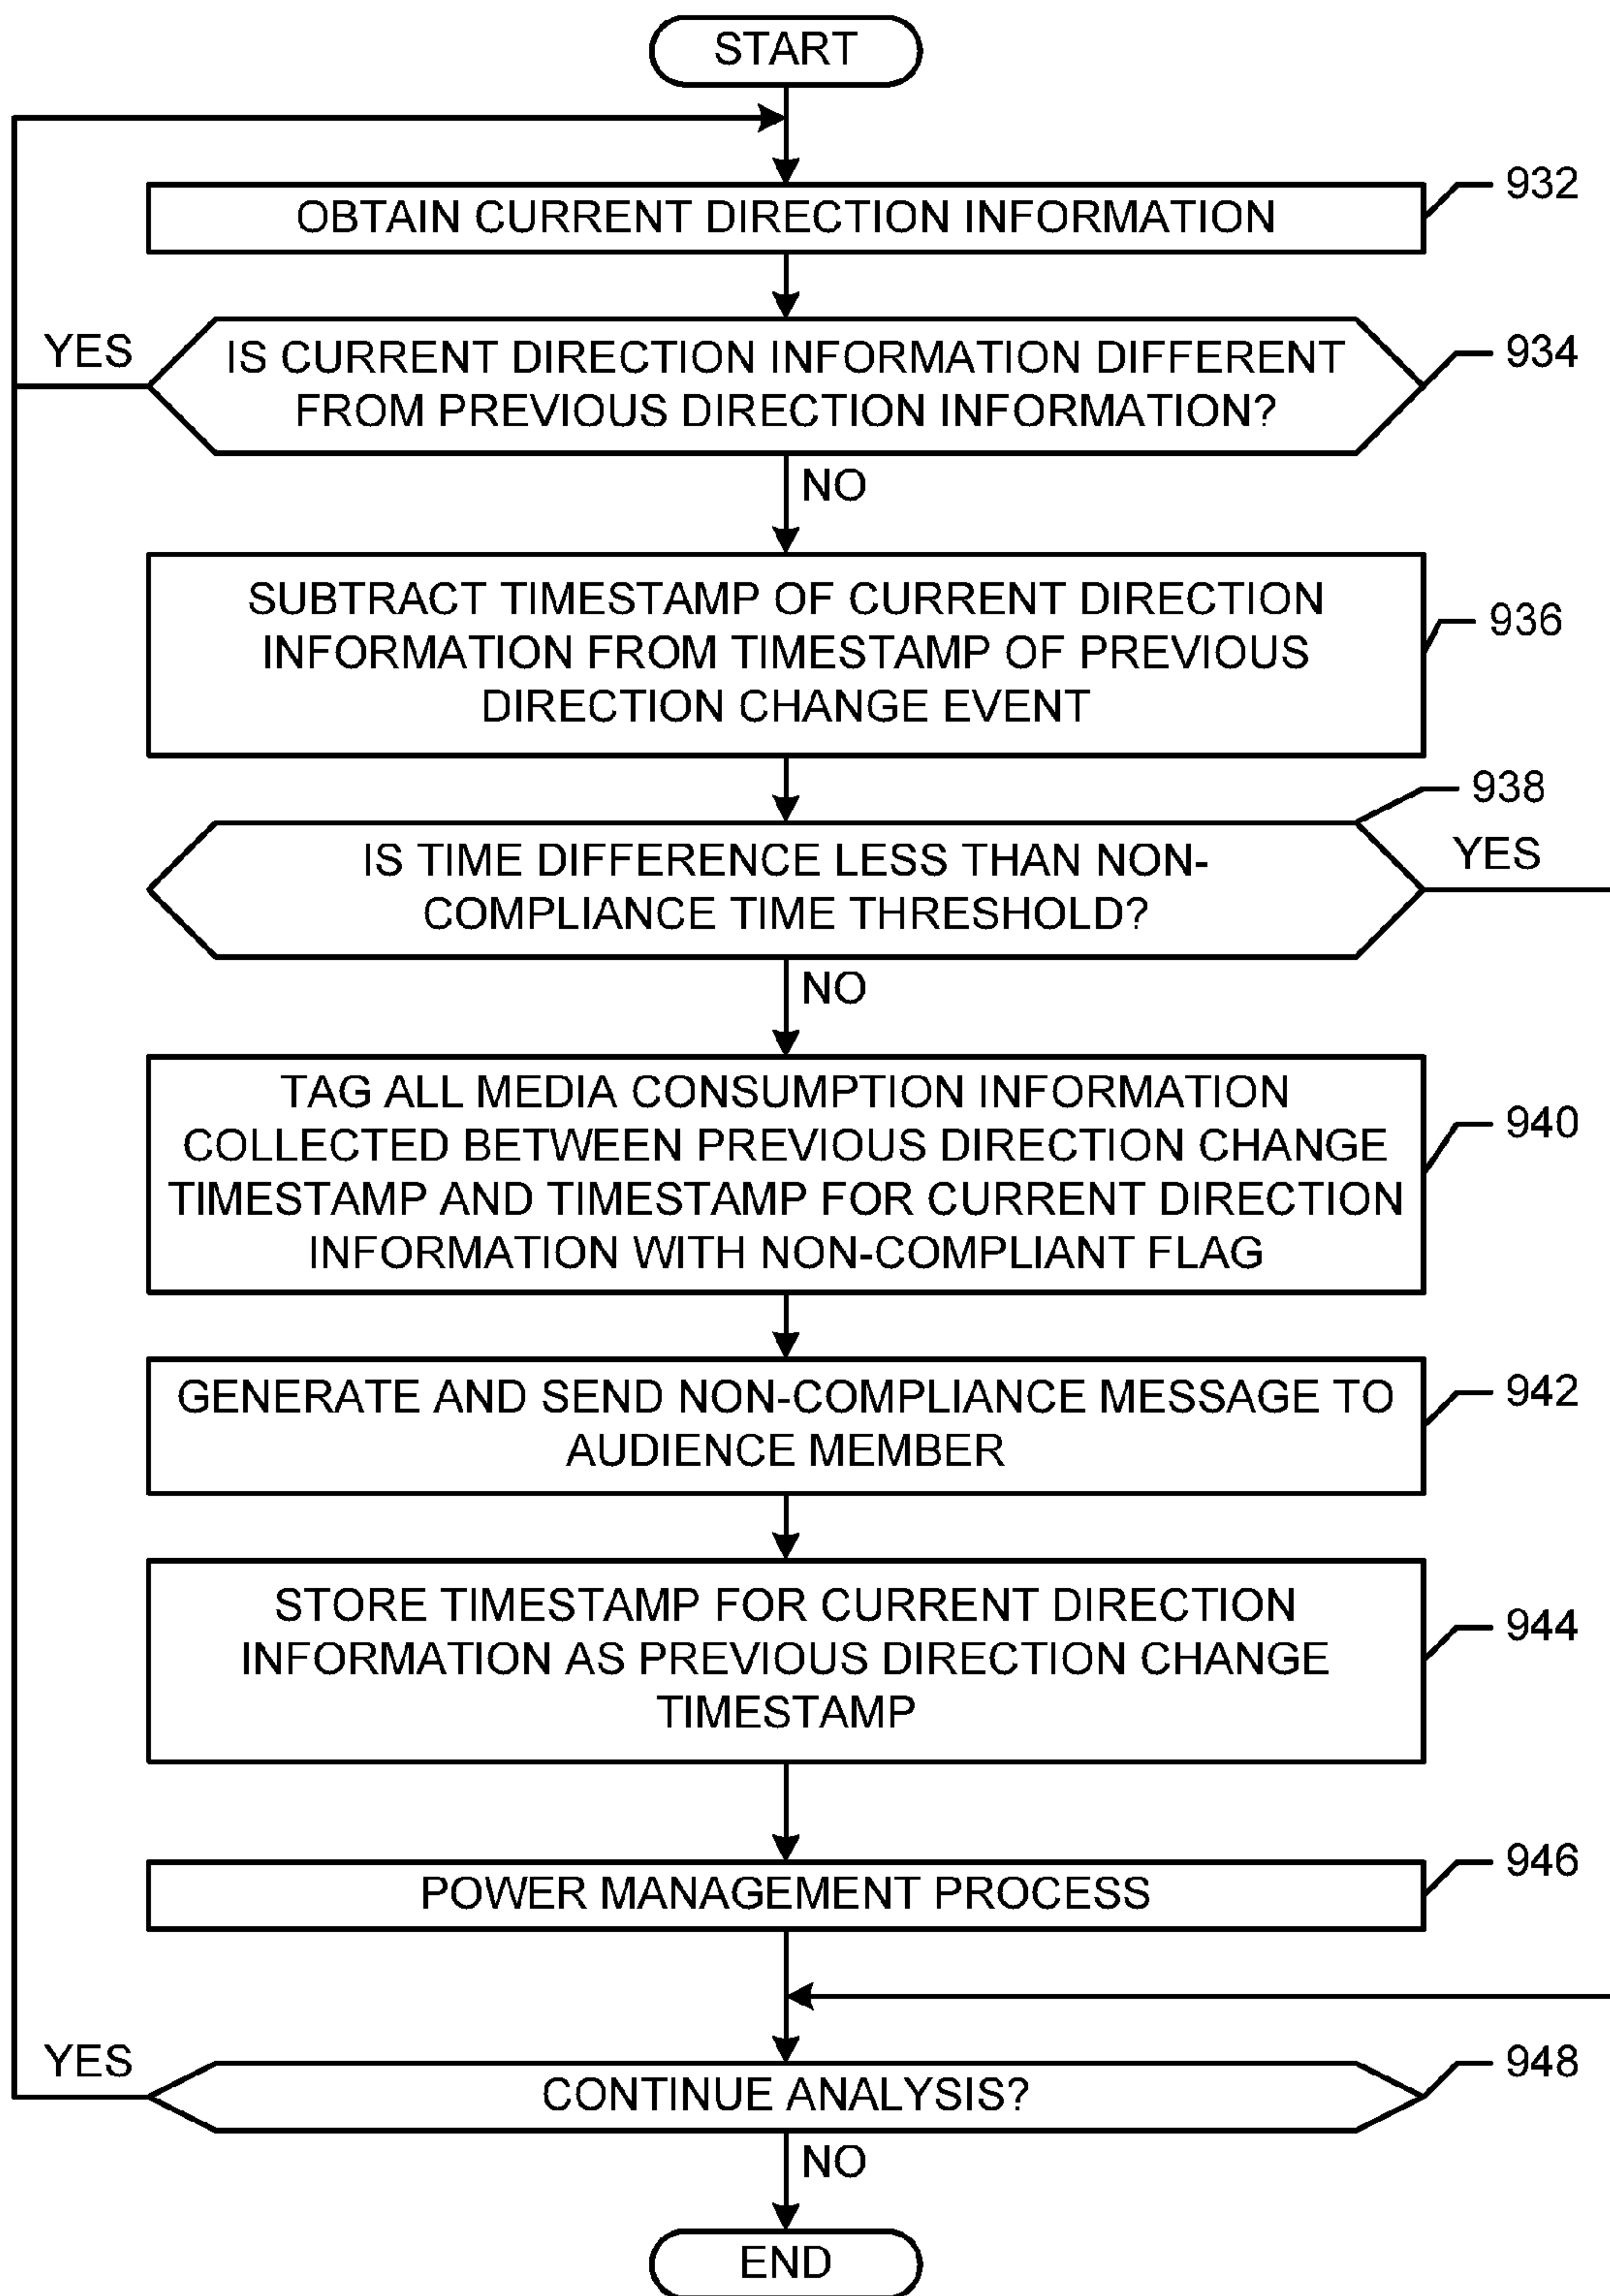 START
OBTAIN CURRENT DIRECTION INFORMATION
932
YES
IS CURRENT DIRECTION INFORMATION DIFFERENT
FROM PREVIOUS DIRECTION INFORMATION?
934
NO
SUBTRACT TIMESTAMP OF CURRENT DIRECTION
INFORMATION FROM TIMESTAMP OF PREVIOUS
DIRECTION CHANGE EVENT
936
938
IS TIME DIFFERENCE LESS THAN NON-
COMPLIANCE TIME THRESHOLD?
YES
NO
TAG ALL MEDIA CONSUMPTION INFORMATION
COLLECTED BETWEEN PREVIOUS DIRECTION CHANGE
TIMESTAMP AND TIMESTAMP FOR CURRENT DIRECTION
INFORMATION WITH NON-COMPLIANT FLAG
940
GENERATE AND SEND NON-COMPLIANCE MESSAGE TO
AUDIENCE MEMBER
942
STORE TIMESTAMP FOR CURRENT DIRECTION
INFORMATION AS PREVIOUS DIRECTION CHANGE
TIMESTAMP
944
POWER MANAGEMENT PROCESS
946
YES
CONTINUE ANALYSIS?
948
NO
END